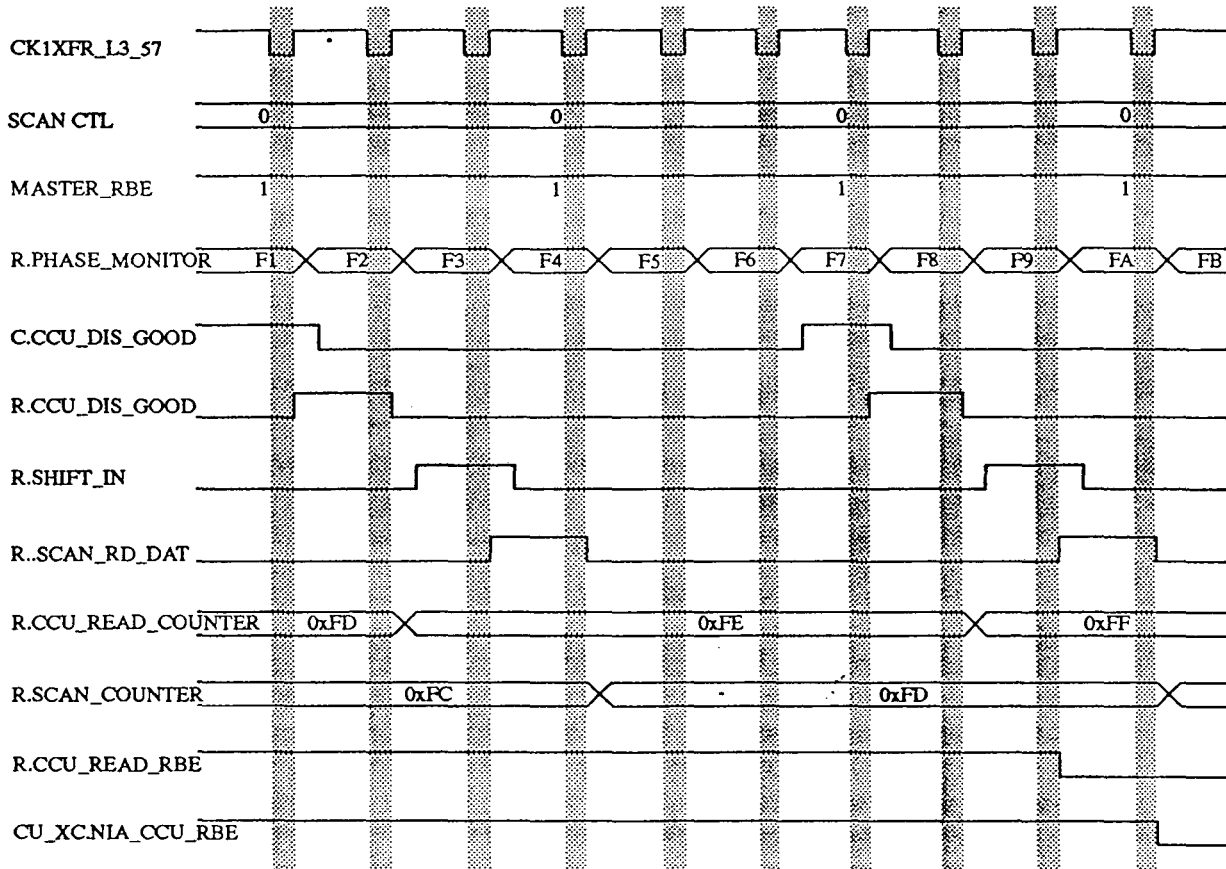 CK1XFR_L3_57
SCAN CTL 0 0 0 0
MASTER_RBE 1 1 1 1
R.PHASE_MONITOR F1 F2 F3 F4 F5 F6 F7 F8 F9 FA FB
C.CCU_DIS_GOOD
R.CCU_DIS_GOOD
R.SHIFT_IN
R..SCAN_RD_DAT
R.CCU_READ_COUNTER 0xFD 0xFE 0xFF
R.SCAN_COUNTER 0xFC 0xFD
R.CCU_READ_RBE
CU_XC.NIA_CCU_RBE